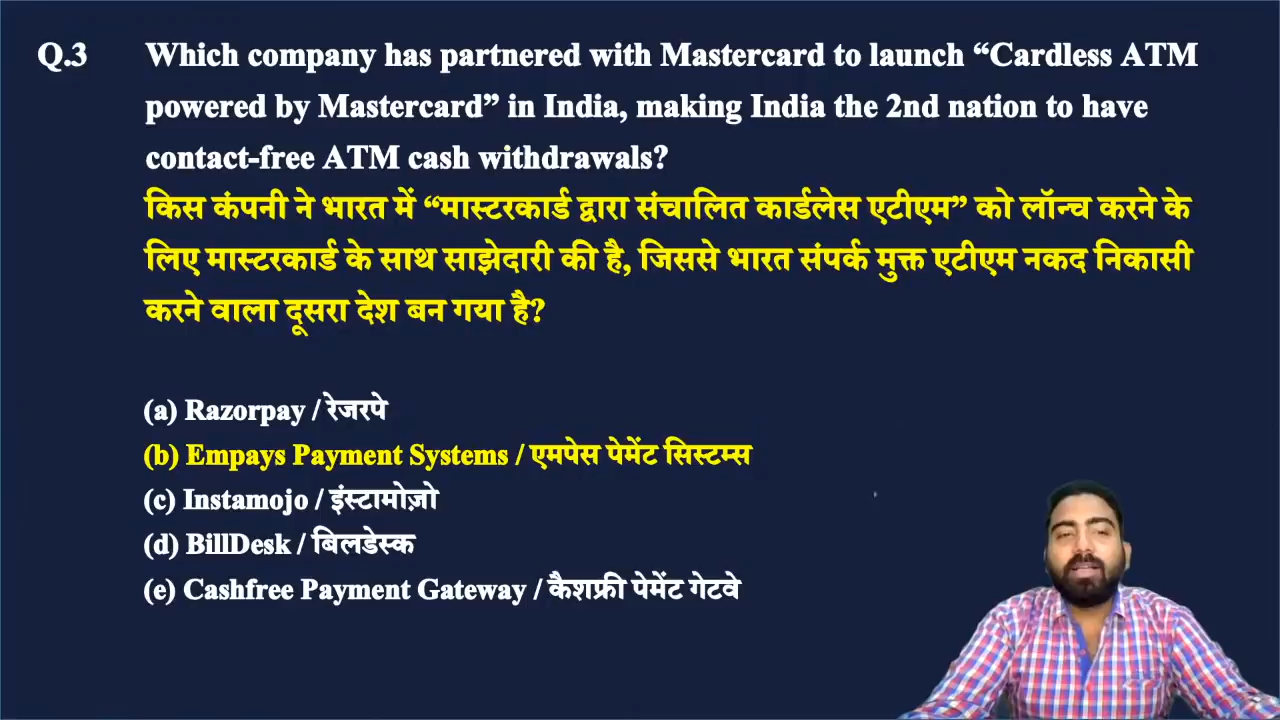 Q.3 Which company has partnered with Mastercard to launch “Cardless ATM
powered by Mastercard” in India, making India the 2nd nation to have
contact-free ATM cash withdrawals?
किस कंपनी ने भारत में “मास्टरकार्ड द्वारा संचालित कार्डलेस एटीएम” को लॉन्च करने के
लिए मास्टरकार्ड के साथ साझेदारी की है, जिससे भारत संपर्क मुक्त एटीएम नकद निकासी
करने वाला दूसरा देश बन गया है?
(a) Razorpay / रेजरपे
(b) Empays Payment Systems / एमपेस पेमेंट सिस्टम्स
(c) Instamojo / इंस्टामोज़ो
(d) BillDesk / बिलडेस्क
(e) Cashfree Payment Gateway / कैशफ्री पेमेंट गेटवे